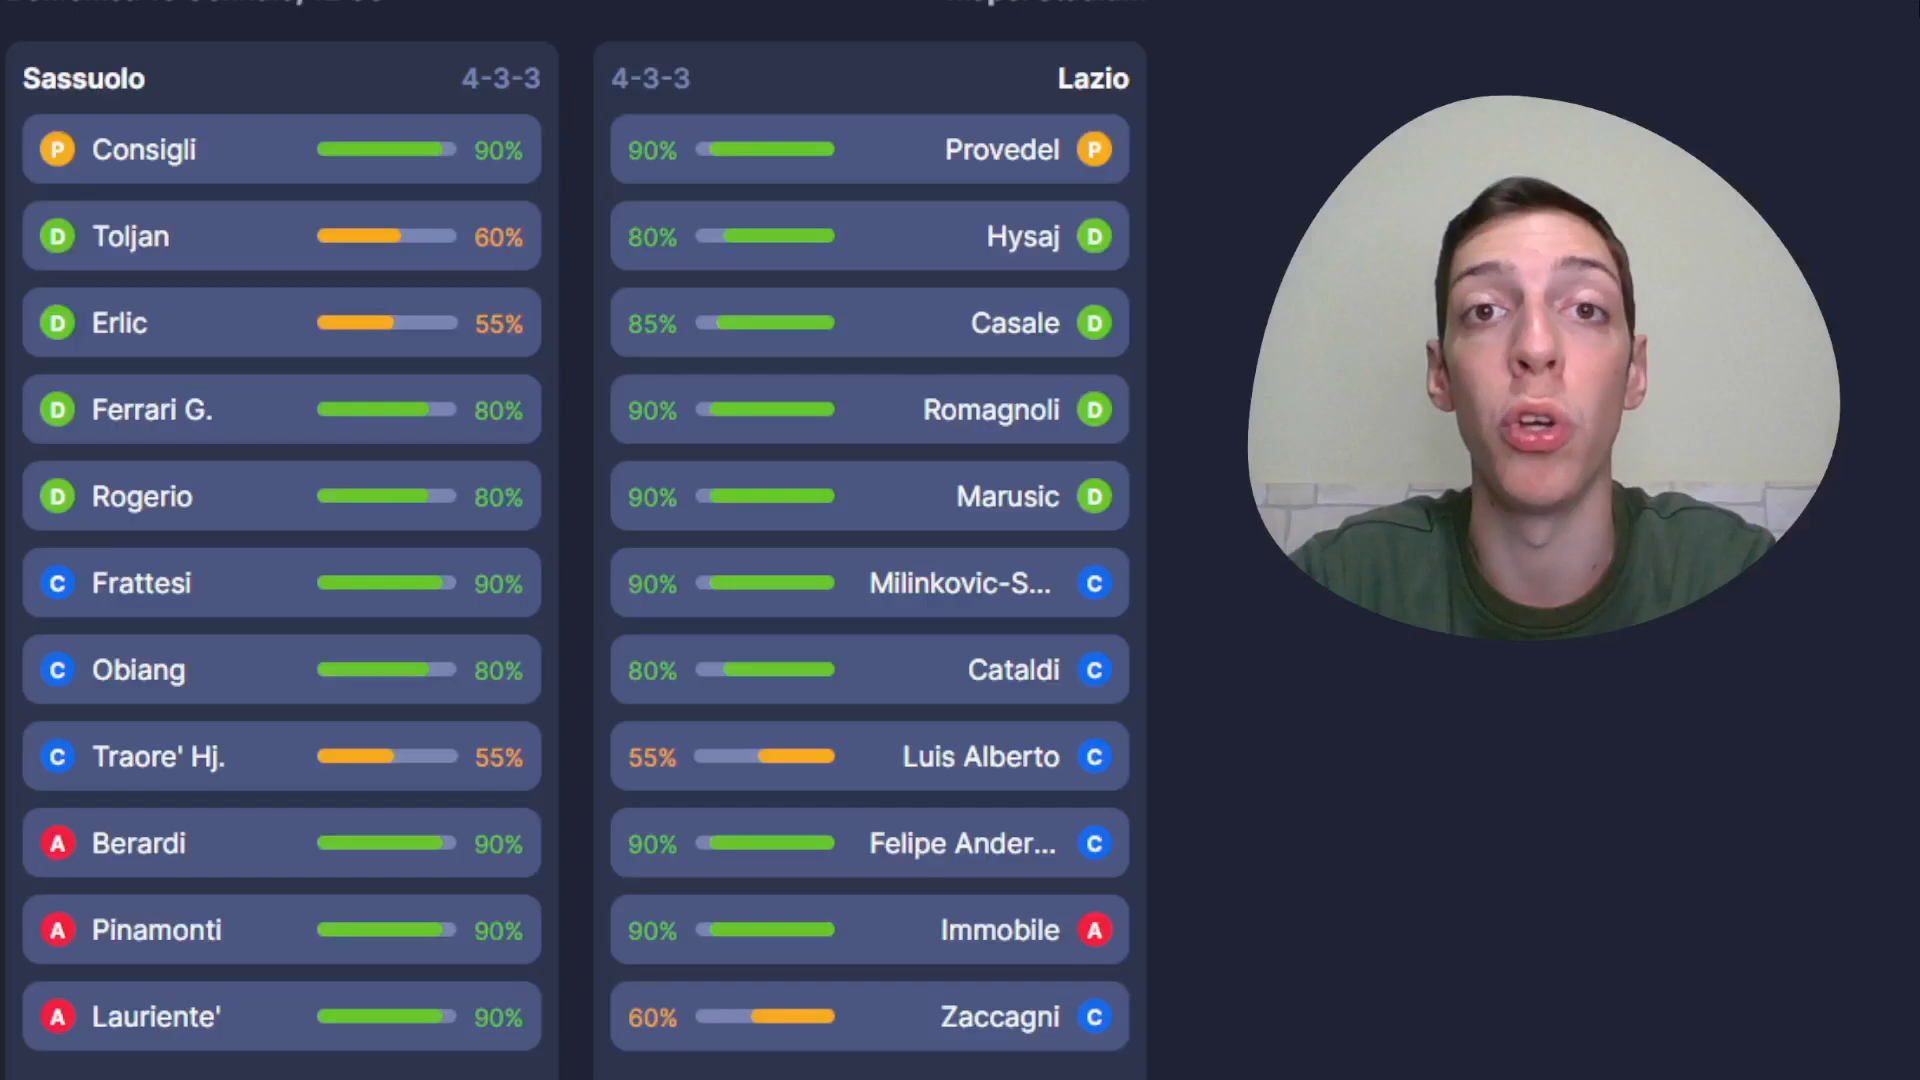 Sassuolo 4-3-3
P Consigli 90%
D Toljan 60%
D Erlic 55%
D Ferrari G. 80%
D Rogerio 80%
C Frattesi 90%
C Obiang 80%
C Traore' Hj. 55%
A Berardi 90%
A Pinamonti 90%
A Lauriente' 90%
4-3-3 Lazio
90% Provedel P
80% Hysaj D
85% Casale D
90% Romagnoli D
90% Marusic D
90% Milinkovic-S... C
80% Cataldi C
55% Luis Alberto C
90% Felipe Ander... C
90% Immobile A
60% Zaccagni C